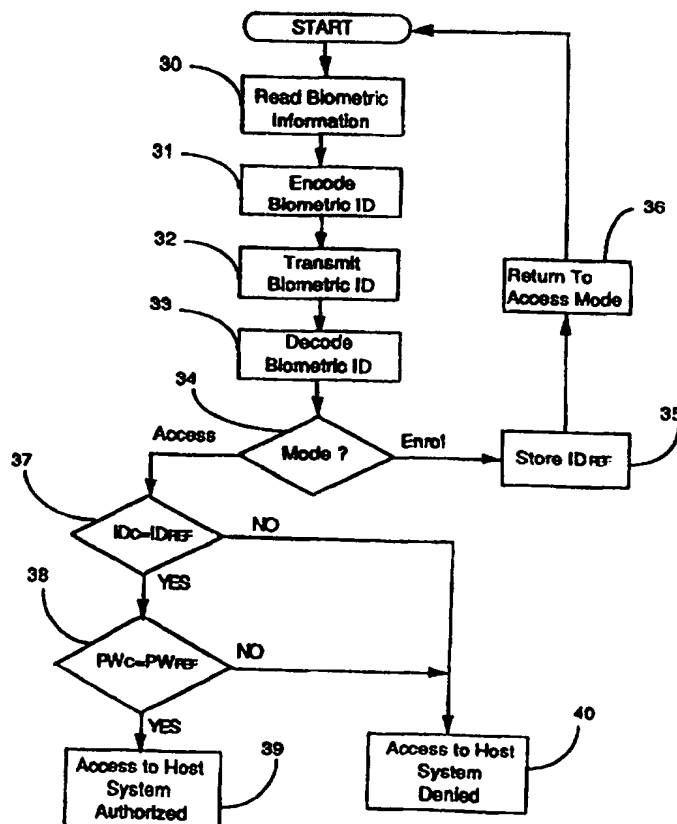 START
30
Read Biometric
Information
31
Encode
Biometric ID
32
Transmit
Biometric ID
33
Decode
Biometric ID
36
Return To
Access Mode
34
Access
Mode ?
Enrol
Store IDREF
35
37
IDC=IDREF
NO
YES
38
PWC=PWREF
NO
YES
Access to Host
System
Authorized
39
Access to Host
System
Denied
40